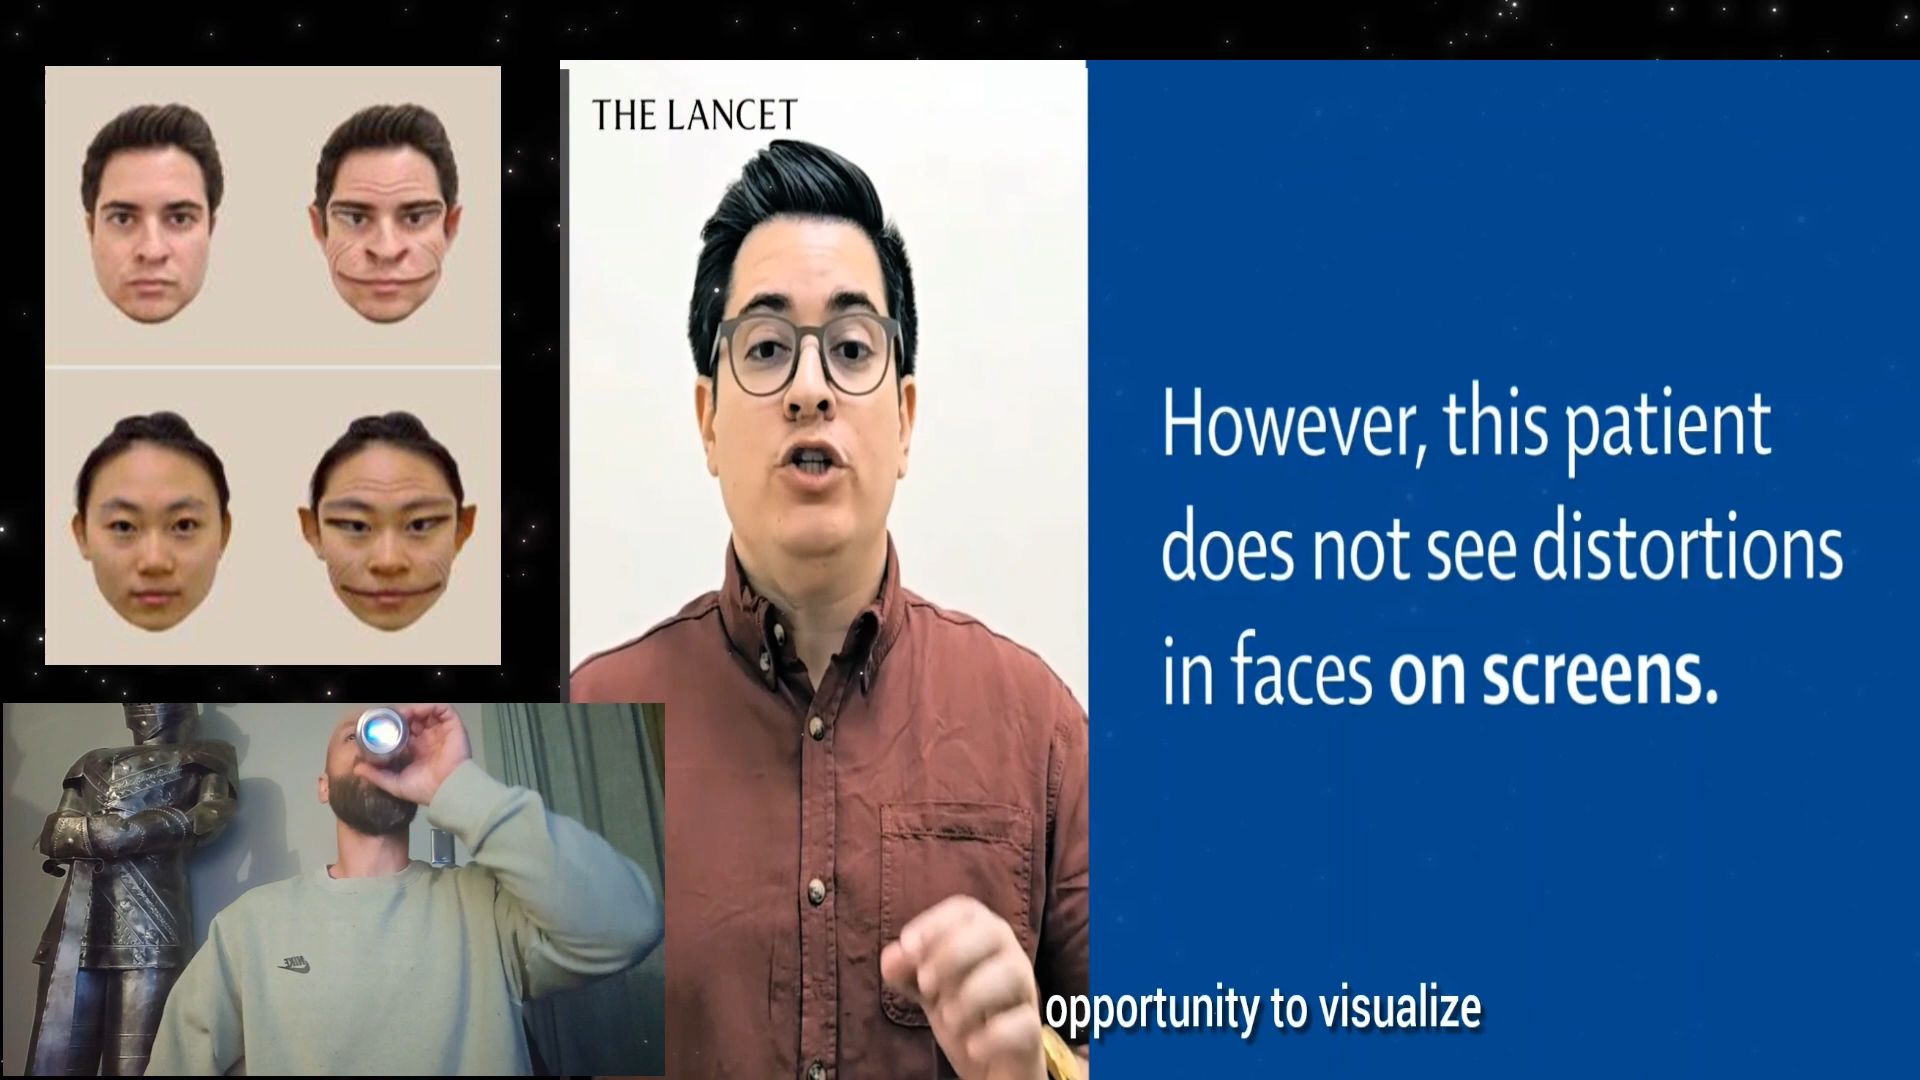 THE LANCET
However, this patient
does not see distortions
in faces on screens.
NIKE
opportunity to visualize